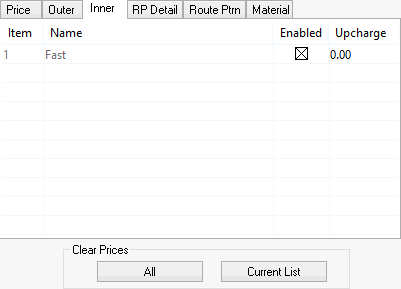 Price Outer Inner RP Detail Route Ptrn Material
Item Name Enabled Upcharge
1 Fast 0.00
Clear Prices
All Current List